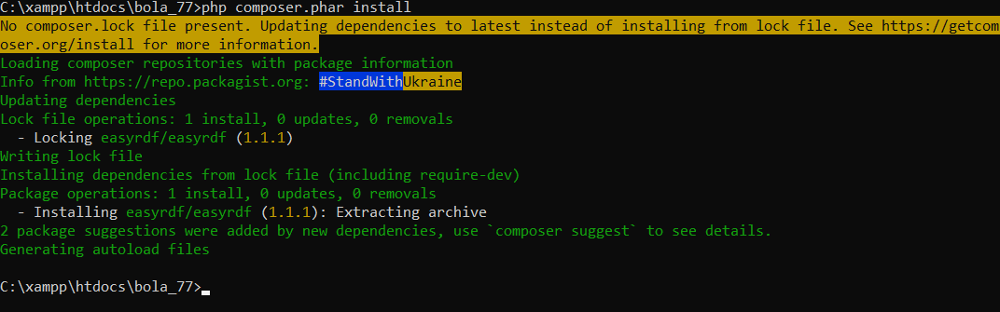 C:\xampp\htdocs\bola_77>php composer.phar install
No composer.lock file present. Updating dependencies to latest instead of installing from lock file. See https://getcom
oser.org/install for more information.
Loading composer repositories with package information
Info from https://repo.packagist.org: #StandWithUkraine
Updating dependencies
Lock file operations: 1 install, 0 updates, 0 removals
  - Locking easyrdf/easyrdf (1.1.1)
Writing lock file
Installing dependencies from lock file (including require-dev)
Package operations: 1 install, 0 updates, 0 removals
  - Installing easyrdf/easyrdf (1.1.1): Extracting archive
2 package suggestions were added by new dependencies, use `composer suggest` to see details.
Generating autoload files
C:\xampp\htdocs\bola_77>